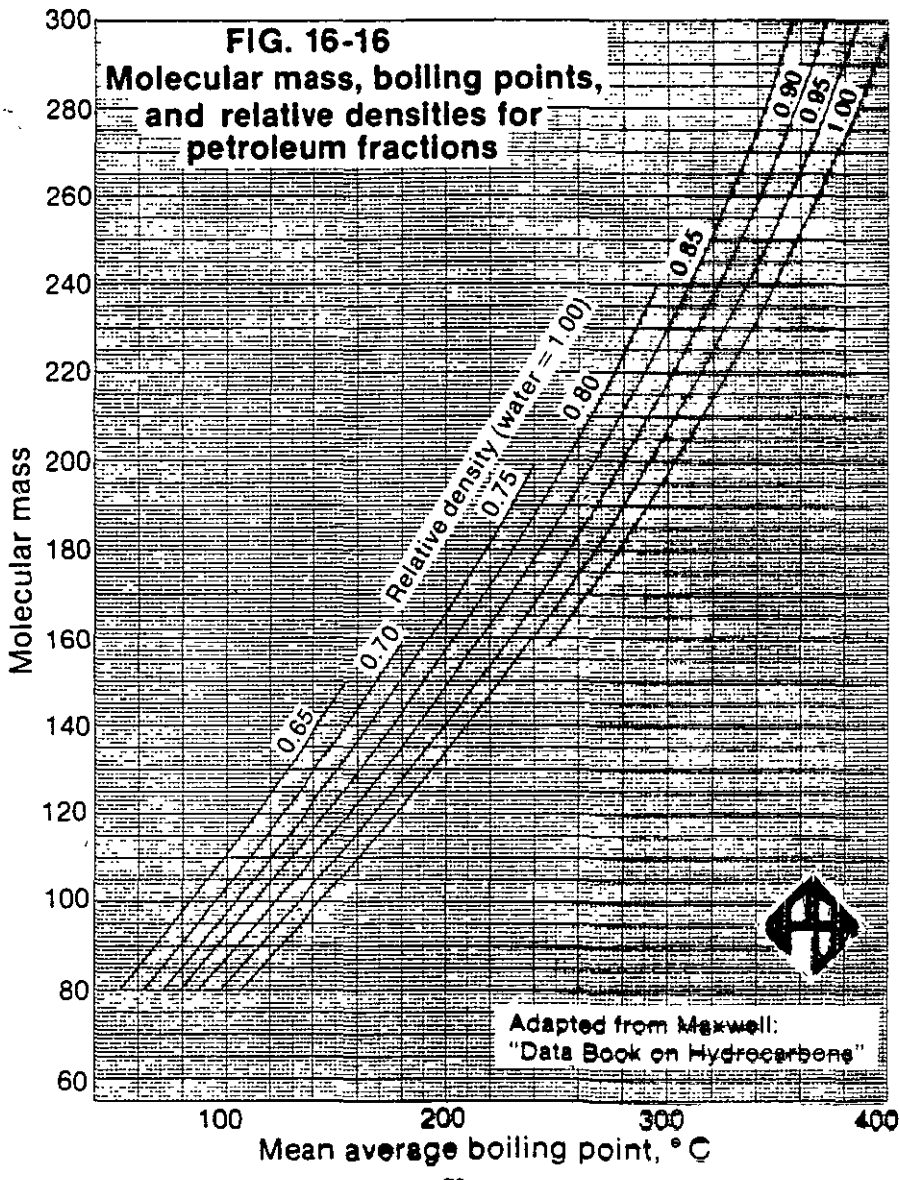 FIG. 16-16
Molecular mass, boiling points,
and relative densities for
petroleum fractions
300
280
260
240
220
200
180
160
140
120
100
80
60
Molecular mass
0.65
0.70
Relative density (water = 1.00)
0.75
0.80
0.85
0.90
0.95
1.00
Adapted from Maxwell:
"Data Book on Hydrocarbons"
100
200
300
400
Mean average boiling point, °C